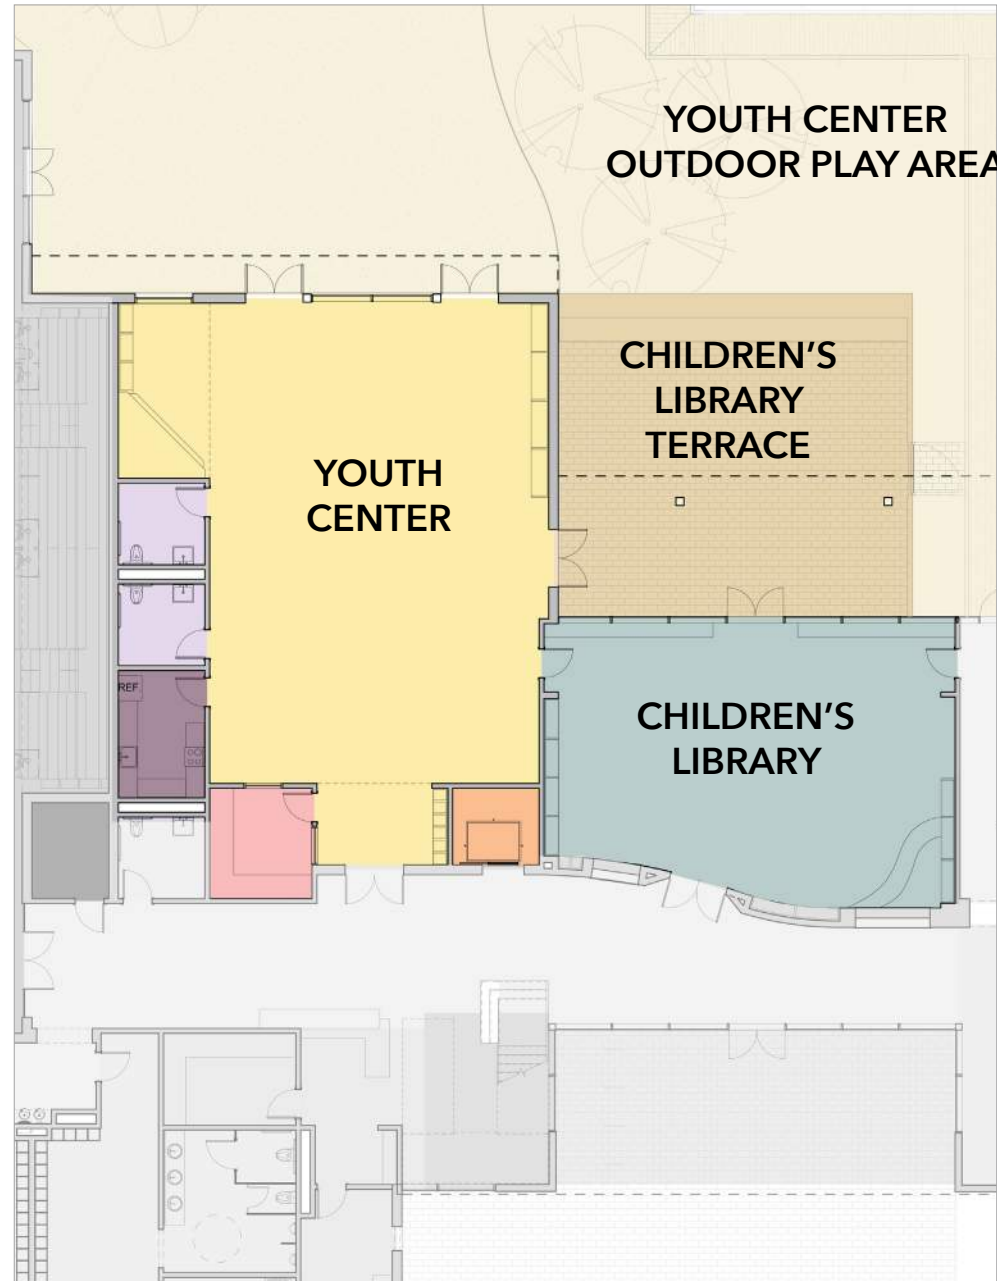 YOUTH CENTER
OUTDOOR PLAY AREA
CHILDREN’S
LIBRARY
TERRACE
YOUTH
CENTER
REF
CHILDREN’S
LIBRARY